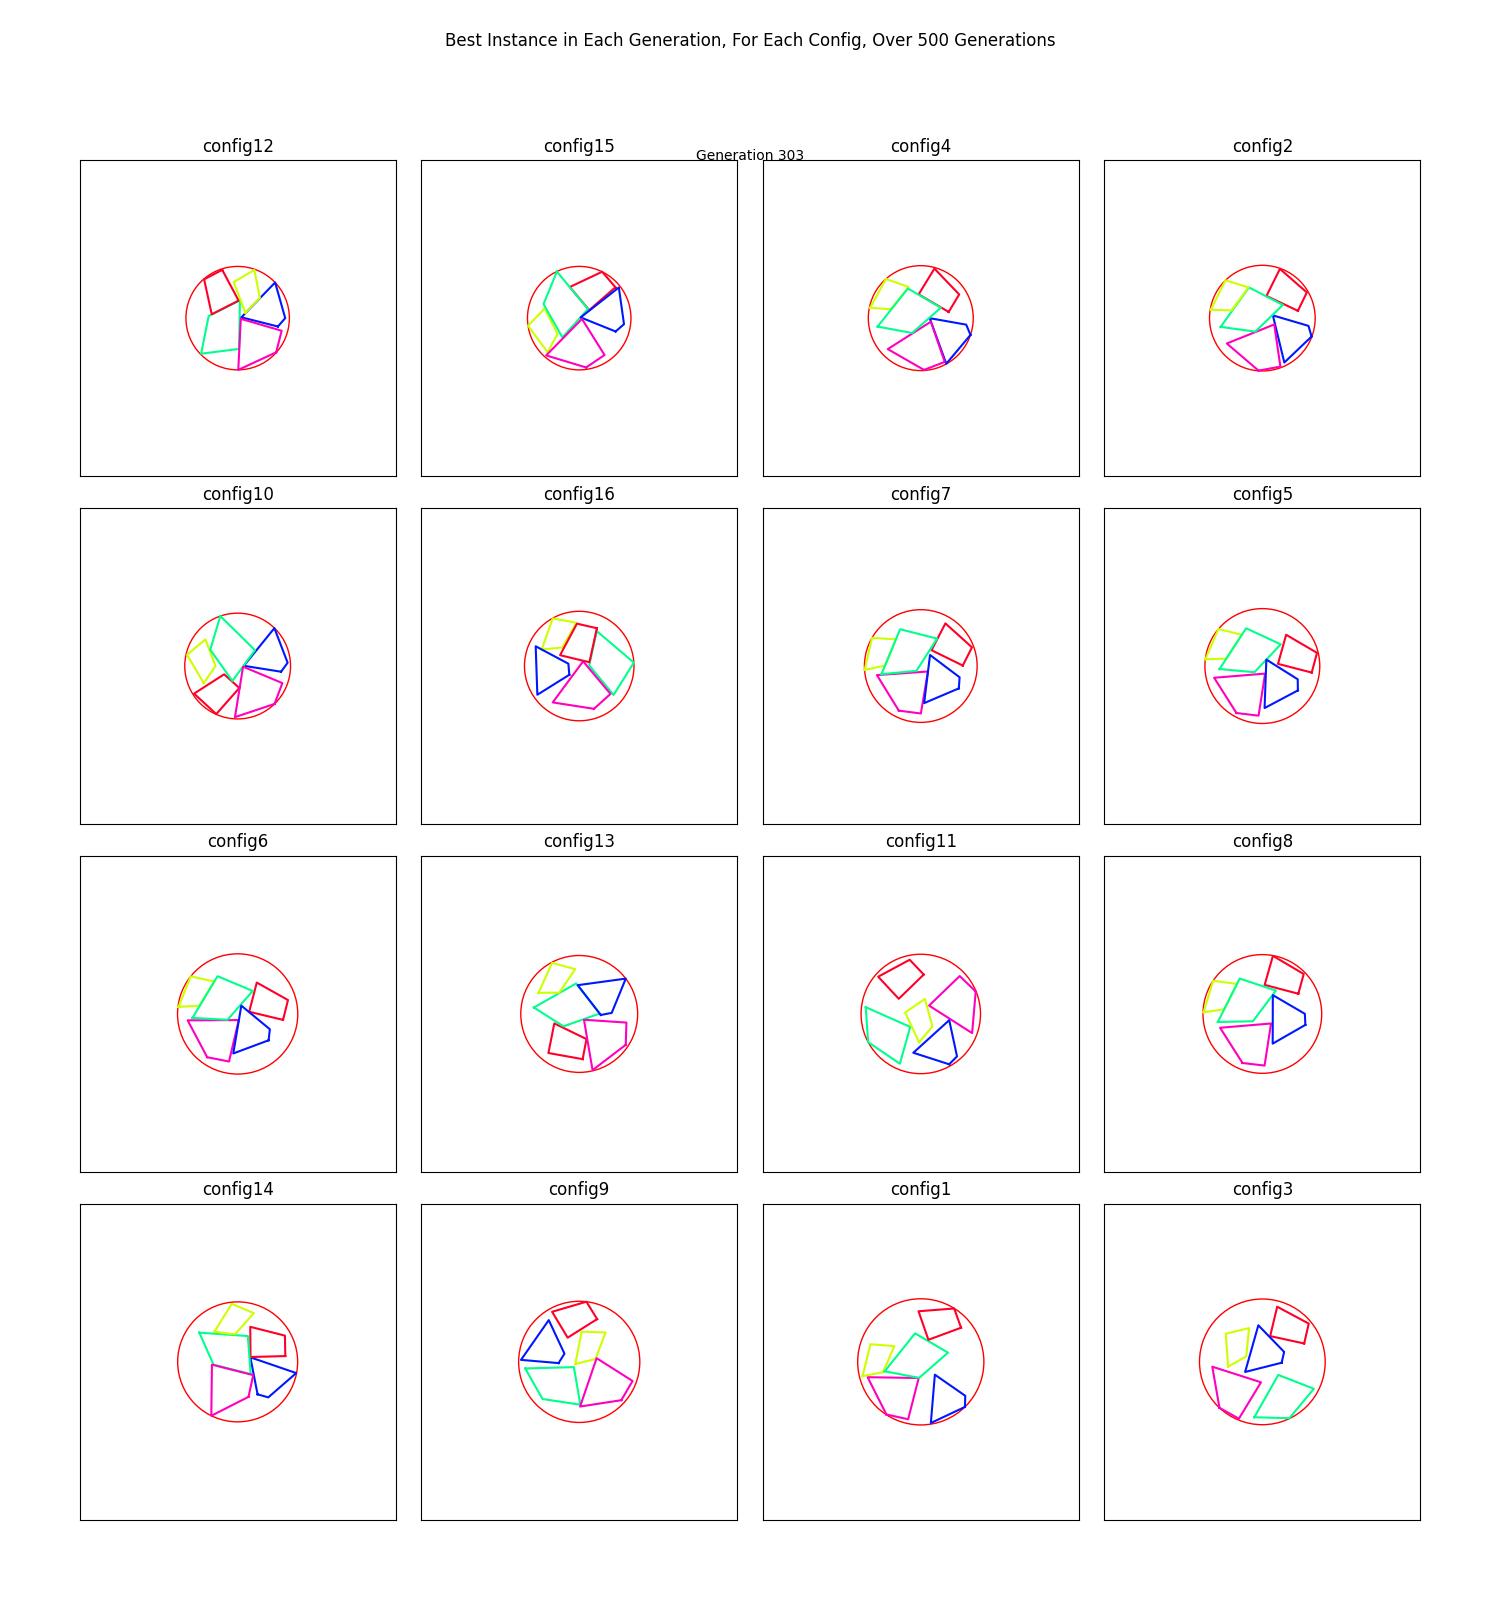 Best Instance in Each Generation, For Each Config, Over 500 Generations
Generation 303
config12
config15
config4
config2
config10
config16
config7
config5
config6
config13
config11
config8
config14
config9
config1
config3